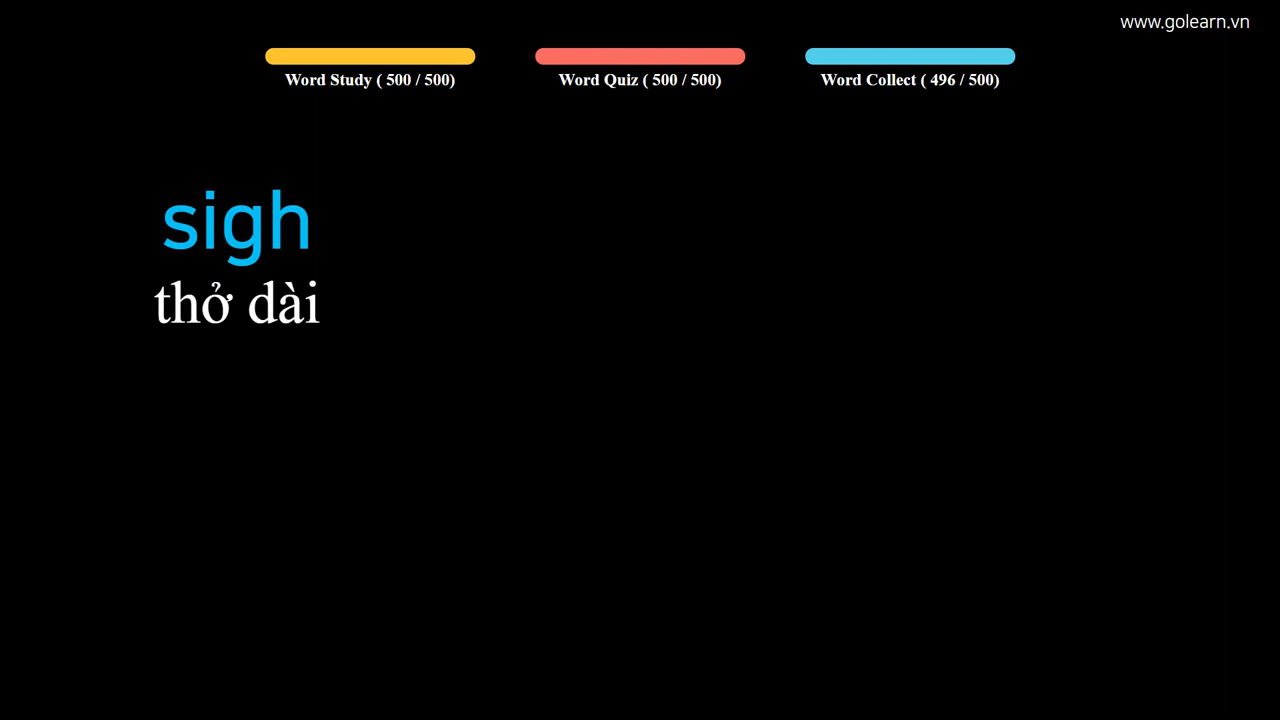 www.golearn.vn
Word Study ( 500 / 500)
Word Quiz ( 500 / 500)
Word Collect ( 496 / 500)
sigh
thở dài